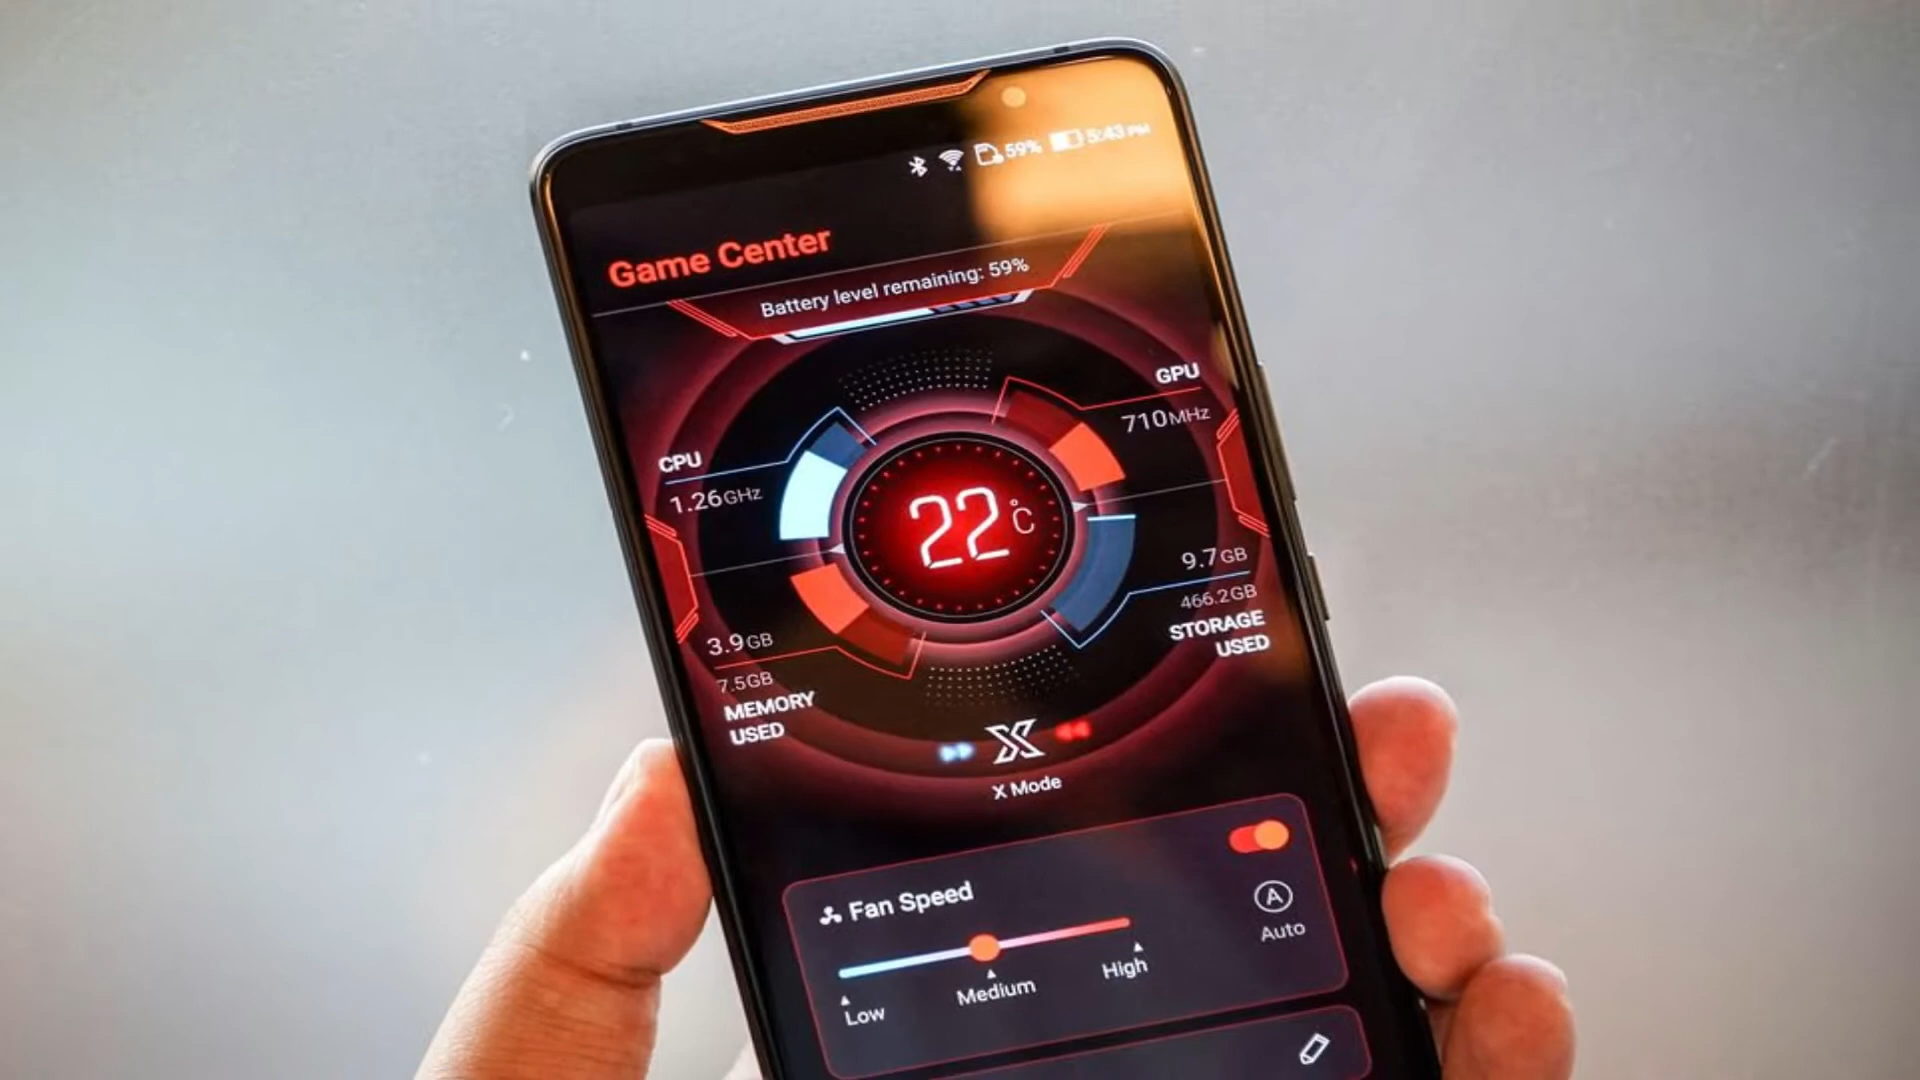 59% 5:43 PM
Game Center
Battery level remaining: 59%
GPU
710MHz
CPU
1.26GHz
22°C
9.7GB
466.2GB
STORAGE
USED
3.9GB
7.5GB
MEMORY
USED
X Mode
Fan Speed
A
Auto
Low
Medium
High